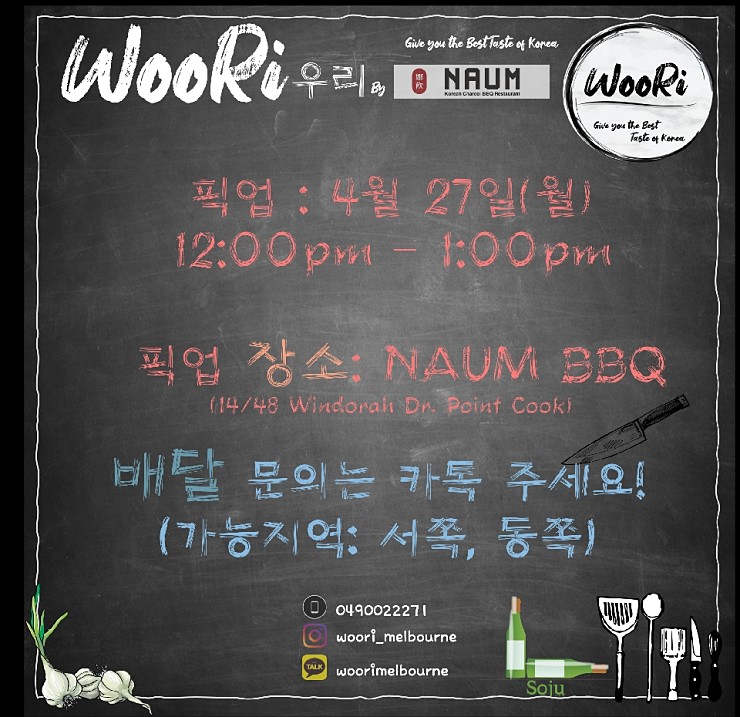 WooRi 우리 By NAUM
Korean Charcoal BBQ Restaurant
Give you the Best Taste of Korea
WooRi
Give you the Best
Taste of Korea
픽업 : 4월 27일(월)
12:00pm - 1:00pm
픽업 장소: NAUM BBQ
(14/48 Windorah Dr. Point Cook)
배달 문의는 카톡 주세요!
(가능지역: 서쪽, 동쪽)
0490022271
woori_melbourne
TALK
woorimelbourne
Soju